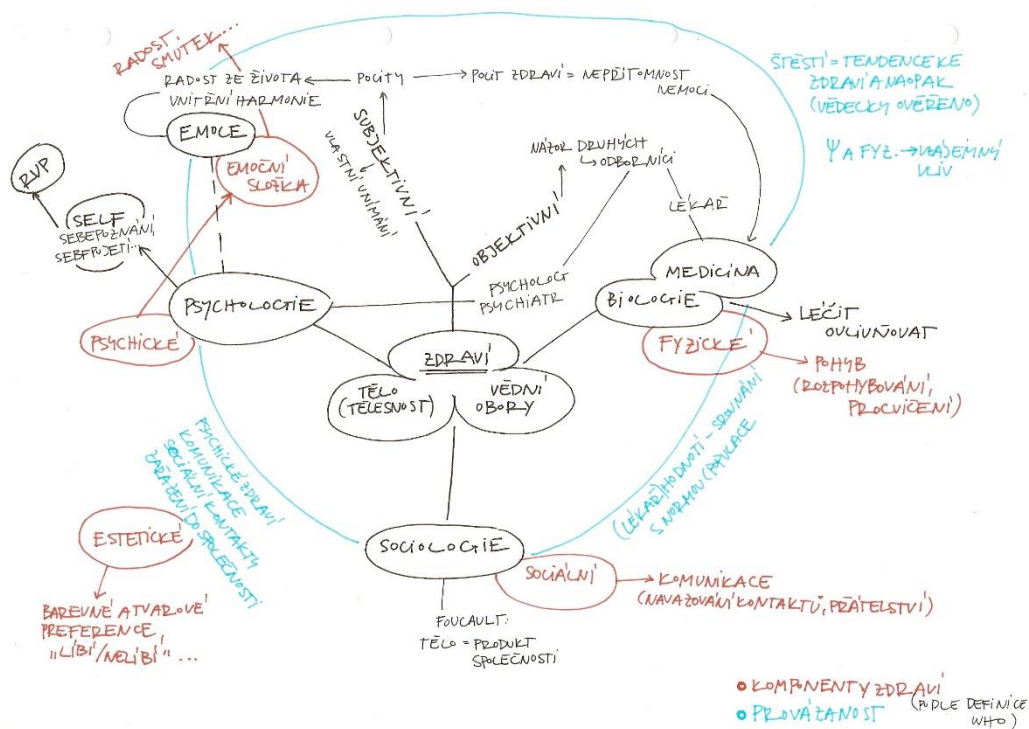 RADOST,
SMUTEK...
RADOST ZE ŽIVOTA
VNITŘNÍ HARMONIE
POCITY
POCIT ZDRAVÍ = NEPŘÍTOMNOST
NEMOCI
ŠTĚSTÍ = TENDENCE KE
ZDRAVÍ A NAOPAK
(VĚDECKY OVĚŘENO)
Ψ A FYZ. → VZÁJEMNÝ
VLIV
EMOCE
EMOČNÍ
SLOŽKA
SUBJEKTIVNÍ
VLASTNÍ VNÍMÁNÍ
OBJEKTIVNÍ
NÁZOR DRUHÝCH
↳ ODBORNÍCI
LÉKAŘ
RVP
SELF
SEBEPOZNÁNÍ,
SEBEPOJETÍ...
PSYCHOLOGIE
PSYCHICKÉ
PSYCHOLOG
PSYCHIATR
MEDICÍNA
BIOLOGIE
FYZICKÉ
LÉČIT
OVLIVŇOVAT
POHYB
(ROZPOHYBOVÁNÍ,
PROCVIČENÍ)
ZDRAVÍ
TĚLO
(TĚLESNOST)
VĚDNÍ
OBORY
PSYCHICKÉ ZDRAVÍ
KOMUNIKACE
SOCIÁLNÍ KONTAKTY
ZAŘAZENÍ DO SPOLEČNOSTI
(LÉKAŘ) HODNOTÍ – SROVNÁNÍ
S NORMOU (POPULACE
ESTETICKÉ
BAREVNÉ A TVAROVÉ
PREFERENCE
„LÍBÍ/NELÍBÍ" ...
SOCIOLOGIE
SOCIÁLNÍ
KOMUNIKACE
(NAVAZOVÁNÍ KONTAKTŮ, PŘÁTELSTVÍ)
FOUCAULT:
TĚLO = PRODUKT
SPOLEČNOSTI
KOMPONENTY ZDRAVÍ
(PODLE DEFINICE
WHO)
PROVÁZANOST